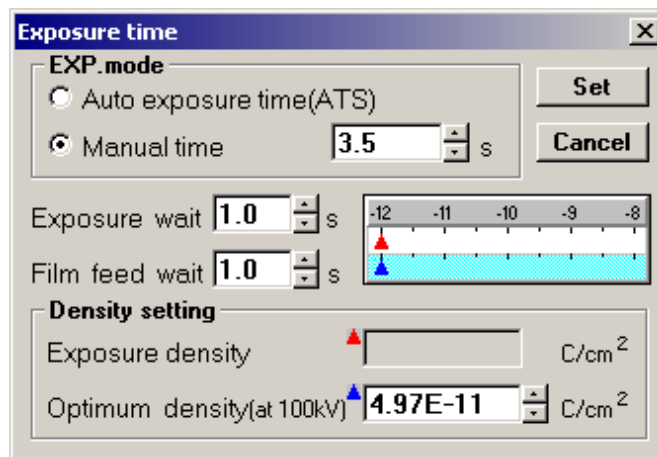 Exposure time
EXP.mode
Auto exposure time(ATS)
Set
Manual time 3.5 s
Cancel
Exposure wait 1.0 s
-12 -11 -10 -9 -8
Film feed wait 1.0 s
Density setting
Exposure density C/cm²
Optimum density(at 100kV) 4.97E-11 C/cm²